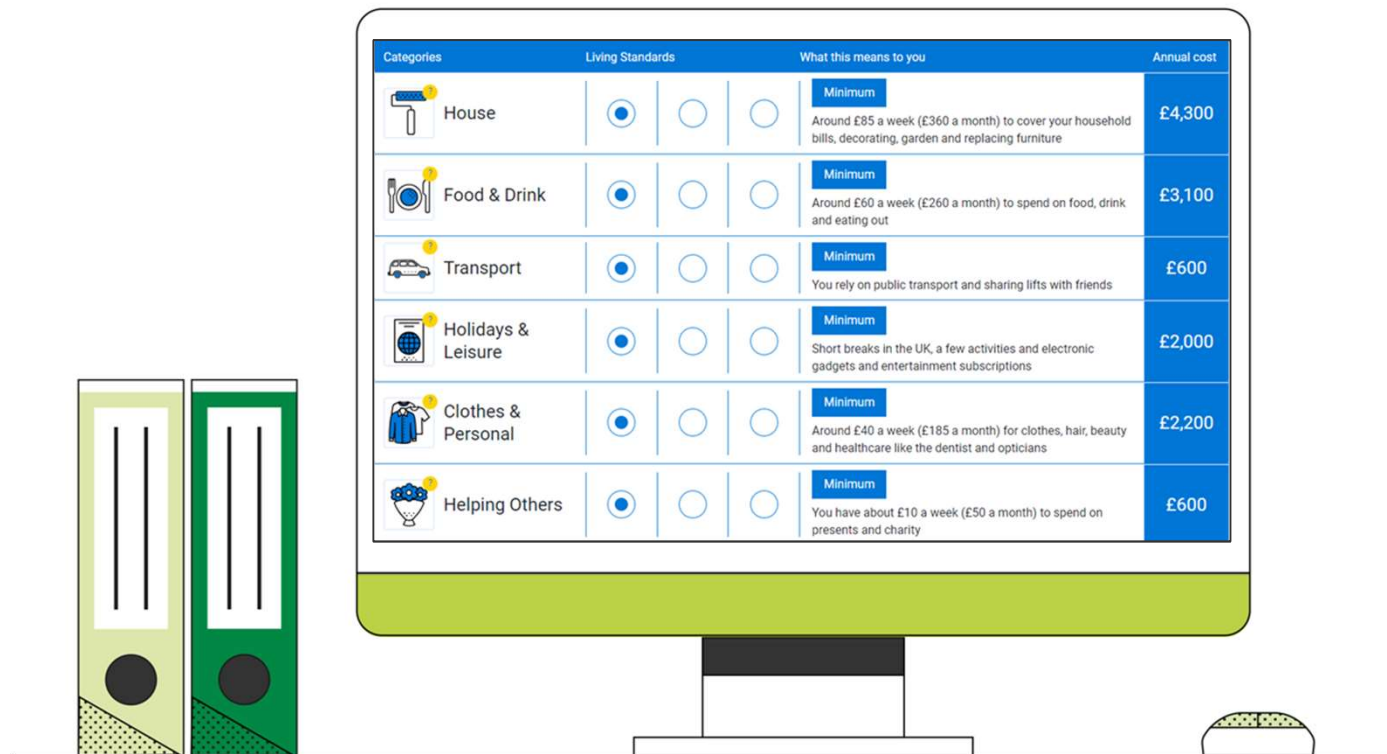 Categories Living Standards What this means to you Annual cost
? House Minimum £4,300
Around £85 a week (£360 a month) to cover your household
bills, decorating, garden and replacing furniture
? Food & Drink Minimum £3,100
Around £60 a week (£260 a month) to spend on food, drink
and eating out
? Transport Minimum £600
You rely on public transport and sharing lifts with friends
? Holidays &
Leisure Minimum £2,000
Short breaks in the UK, a few activities and electronic
gadgets and entertainment subscriptions
? Clothes &
Personal Minimum £2,200
Around £40 a week (£185 a month) for clothes, hair, beauty
and healthcare like the dentist and opticians
? Helping Others Minimum £600
You have about £10 a week (£50 a month) to spend on
presents and charity